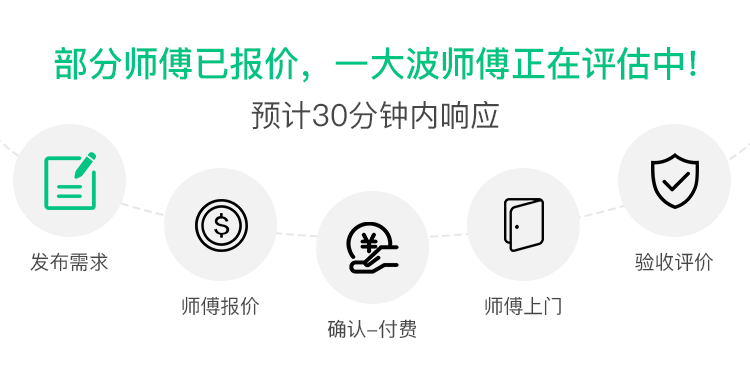 部分师傅已报价，一大波师傅正在评估中!
预计30分钟内响应
$
¥
发布需求
师傅报价
确认–付费
师傅上门
验收评价